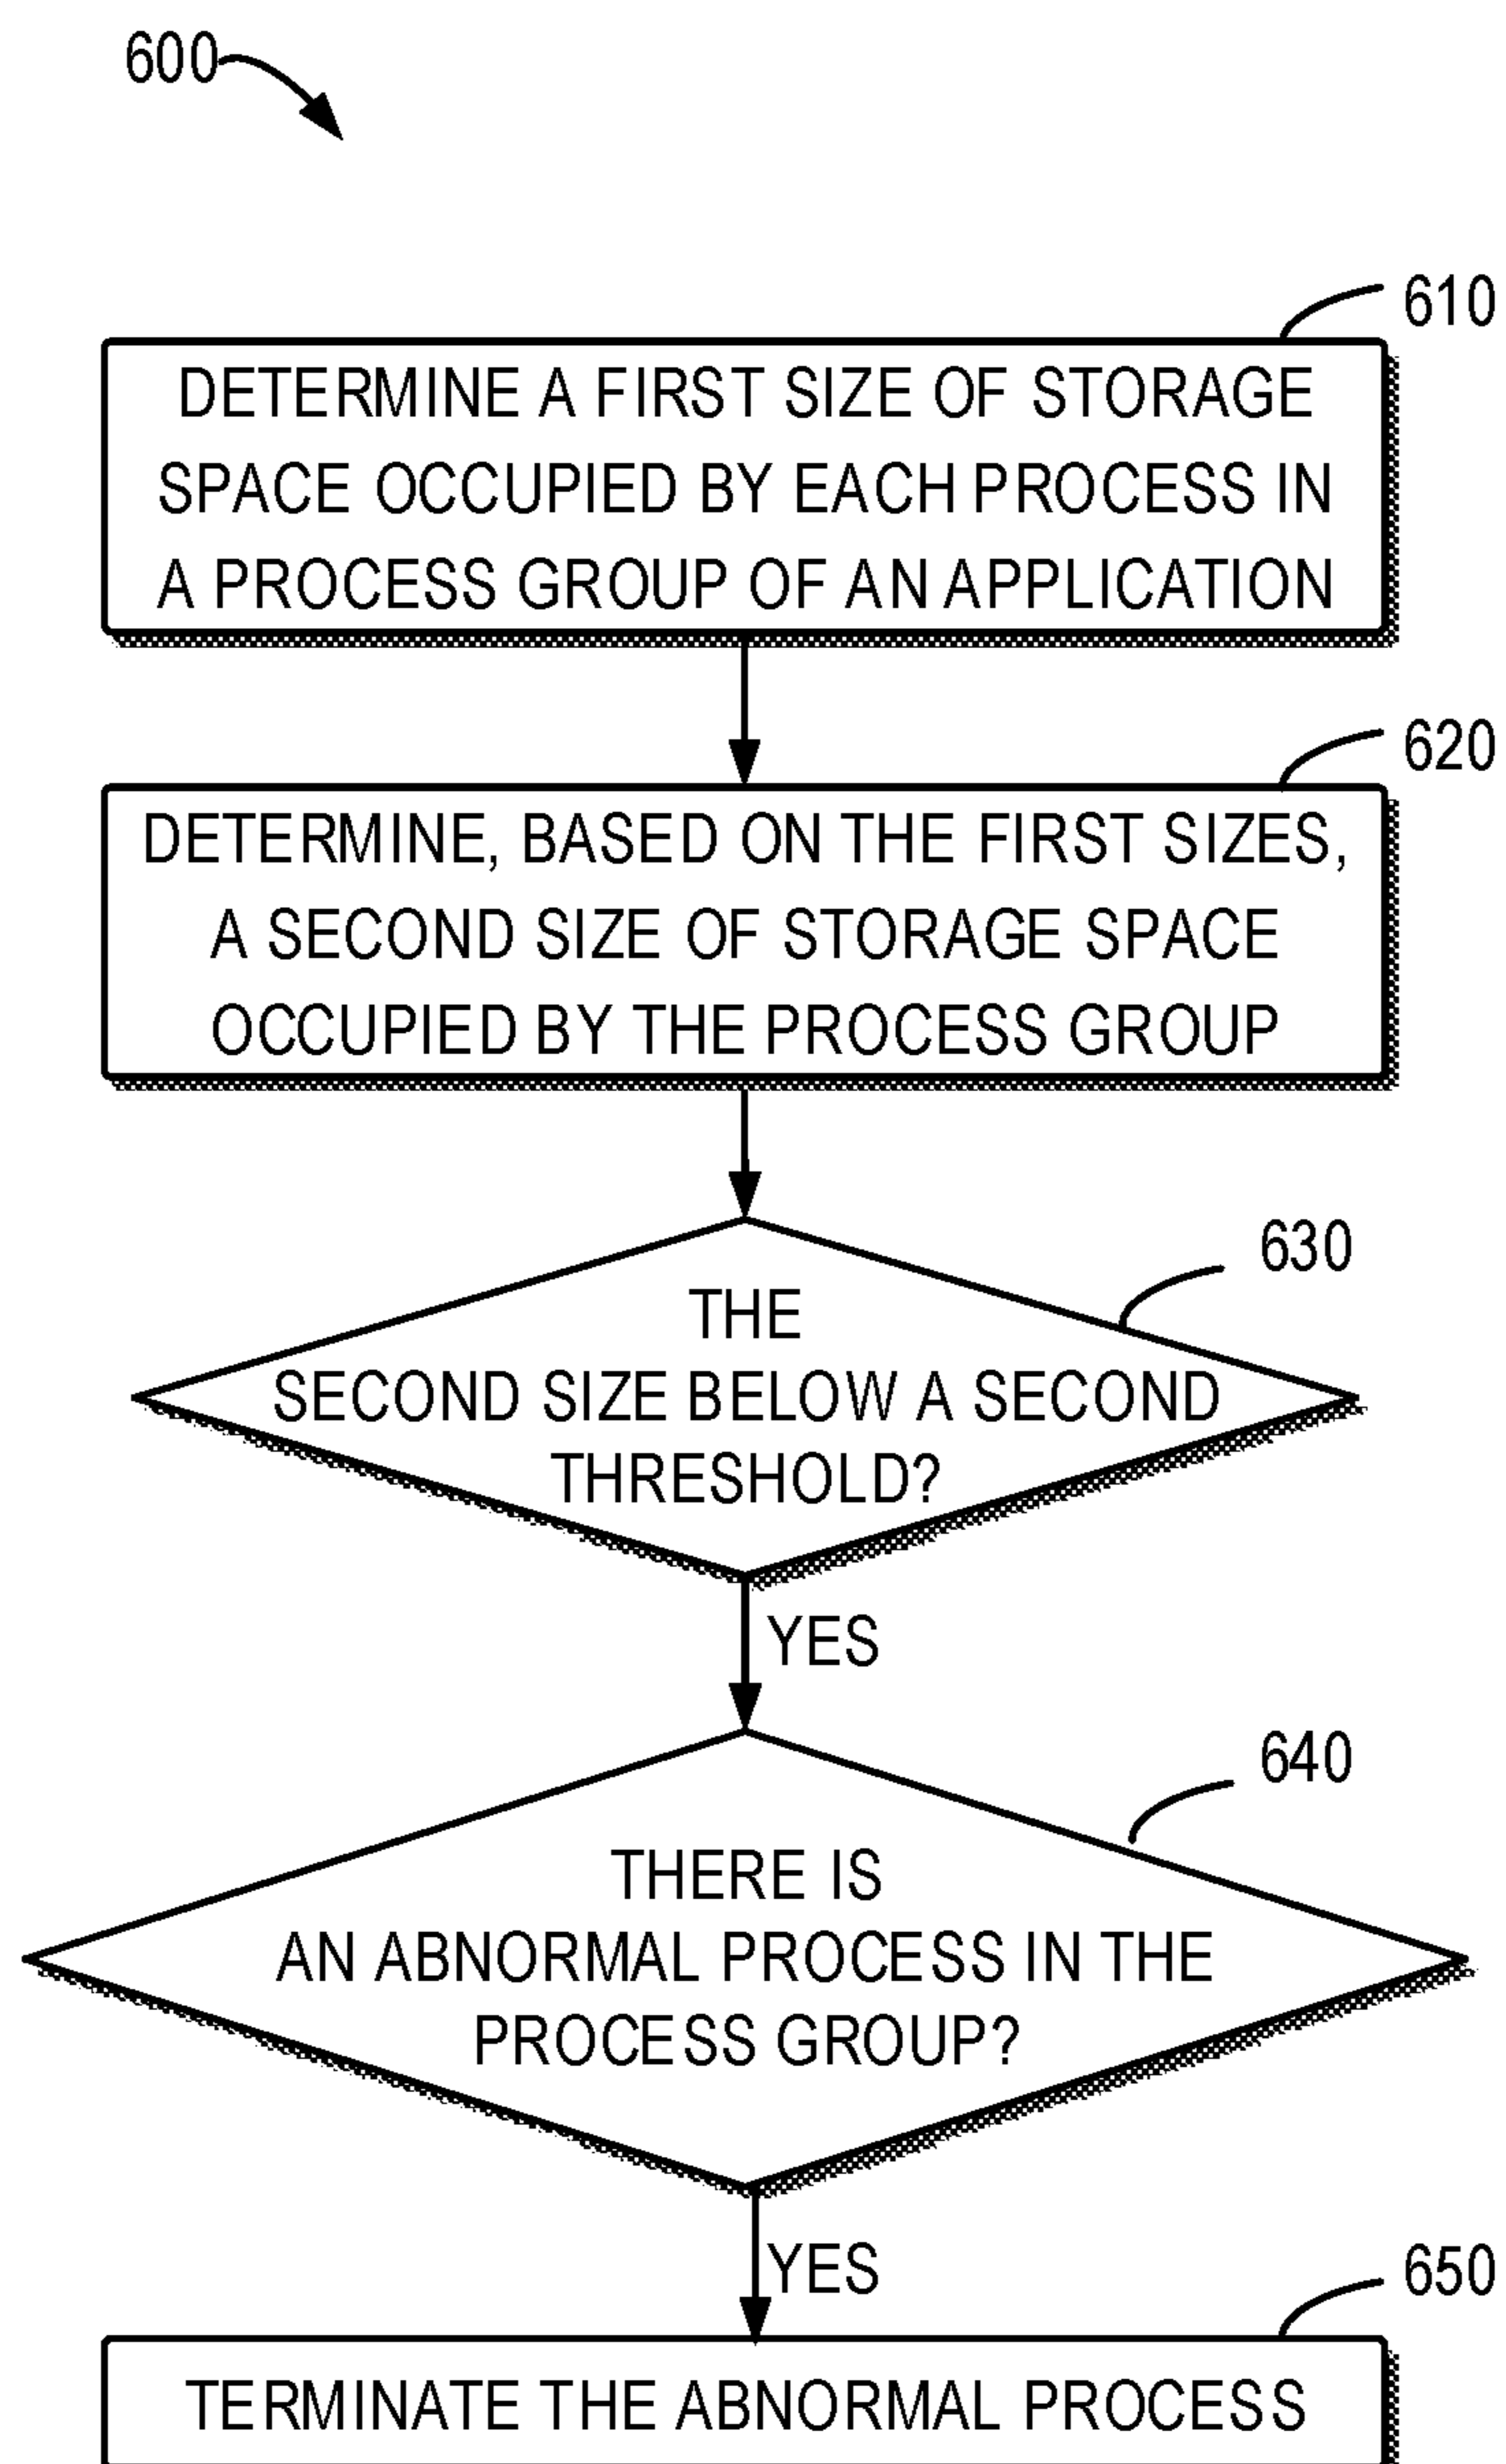 600
610
DETERMINE A FIRST SIZE OF STORAGE
SPACE OCCUPIED BY EACH PROCESS IN
A PROCESS GROUP OF AN APPLICATION
620
DETERMINE, BASED ON THE FIRST SIZES,
A SECOND SIZE OF STORAGE SPACE
OCCUPIED BY THE PROCESS GROUP
630
THE
SECOND SIZE BELOW A SECOND
THRESHOLD?
YES
640
THERE IS
AN ABNORMAL PROCESS IN THE
PROCESS GROUP?
YES
650
TERMINATE THE ABNORMAL PROCESS